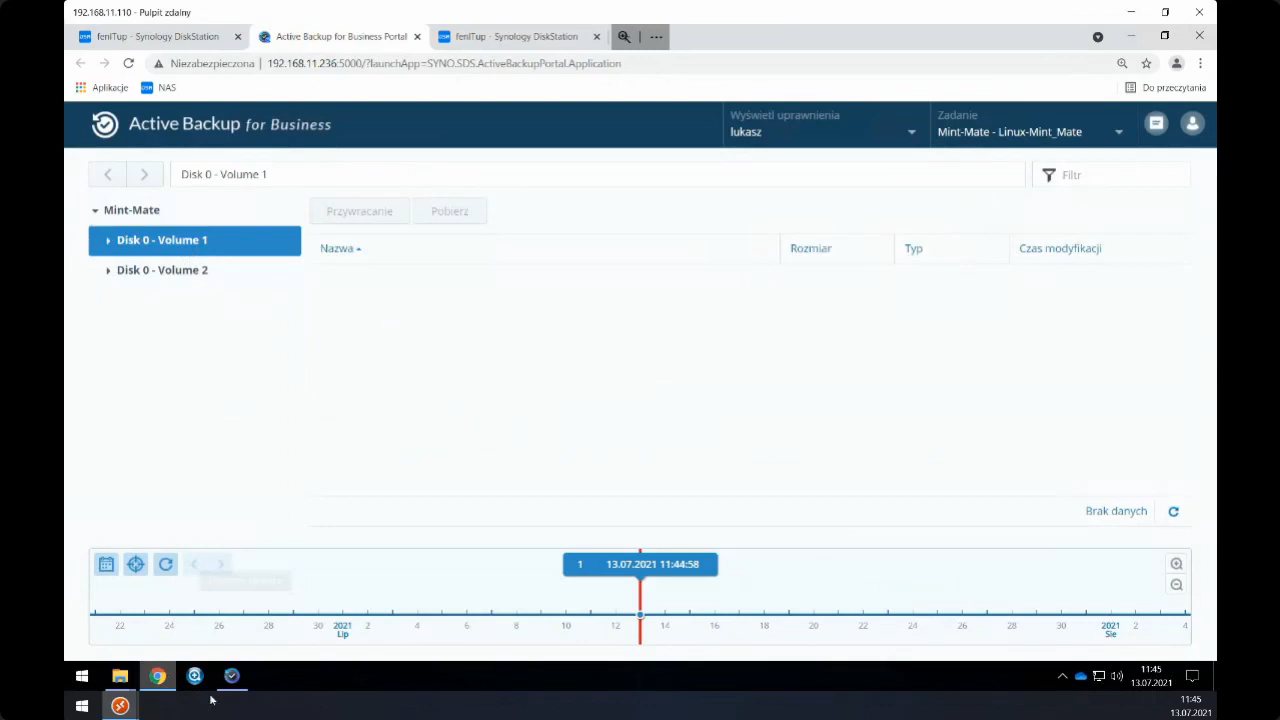 192.168.11.110 - Pulpit zdalny
fenITup - Synology DiskStation
Active Backup for Business Portal
fenITup - Synology DiskStation
Niezabezpieczona | 192.168.11.236:5000/?launchApp=SYNO.SDS.ActiveBackupPortal.Application
Aplikacje
NAS
Do przeczytania
Active Backup for Business
Wyświetl uprawnienia
lukasz
Zadanie
Mint-Mate - Linux-Mint_Mate
Disk 0 - Volume 1
Filtr
Mint-Mate
Przywracanie
Pobierz
Disk 0 - Volume 1
Disk 0 - Volume 2
Nazwa
Rozmiar
Typ
Czas modyfikacji
Brak danych
1 13.07.2021 11:44:58
22 24 26 28 30 2021 2 4 6 8 10 12 14 16 18 20 22 24 26 28 30 2021 2 4
Lip Sie
11:45
13.07.2021
11:45
13.07.2021